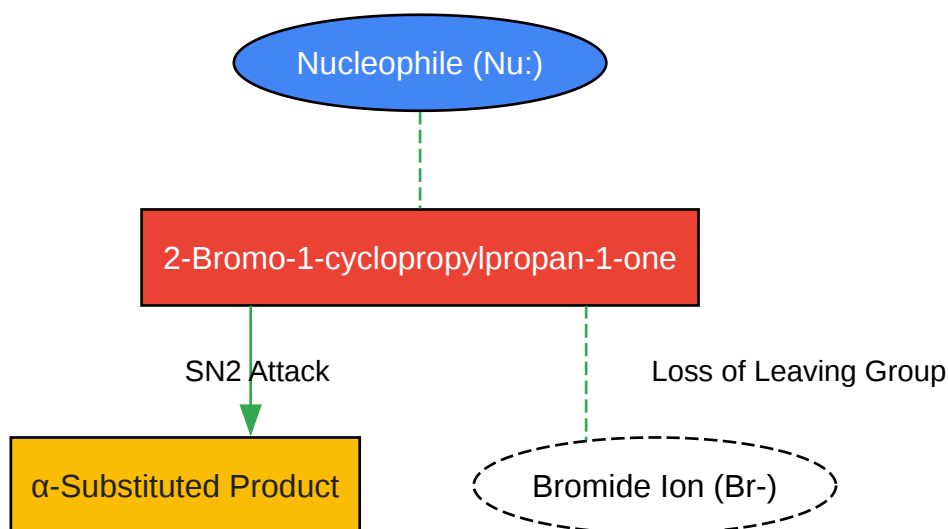 Nucleophile (Nu:)
2-Bromo-1-cyclopropylpropan-1-one
SN2 Attack
Loss of Leaving Group
α-Substituted Product
Bromide Ion (Br-)